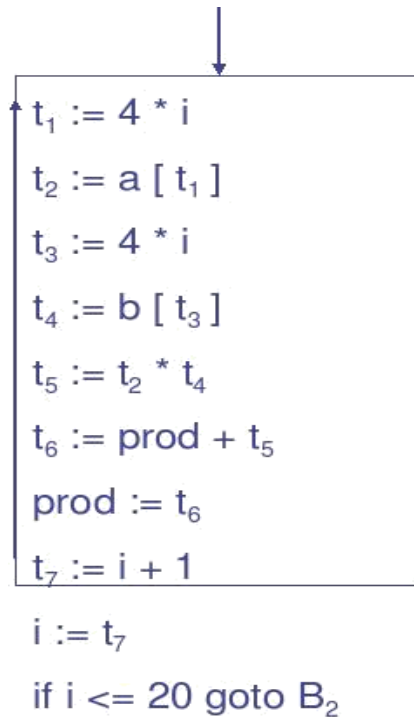 t₁ := 4 * i
t₂ := a [ t₁ ]
t₃ := 4 * i
t₄ := b [ t₃ ]
t₅ := t₂ * t₄
t₆ := prod + t₅
prod := t₆
t₇ := i + 1
i := t₇
if i <= 20 goto B₂